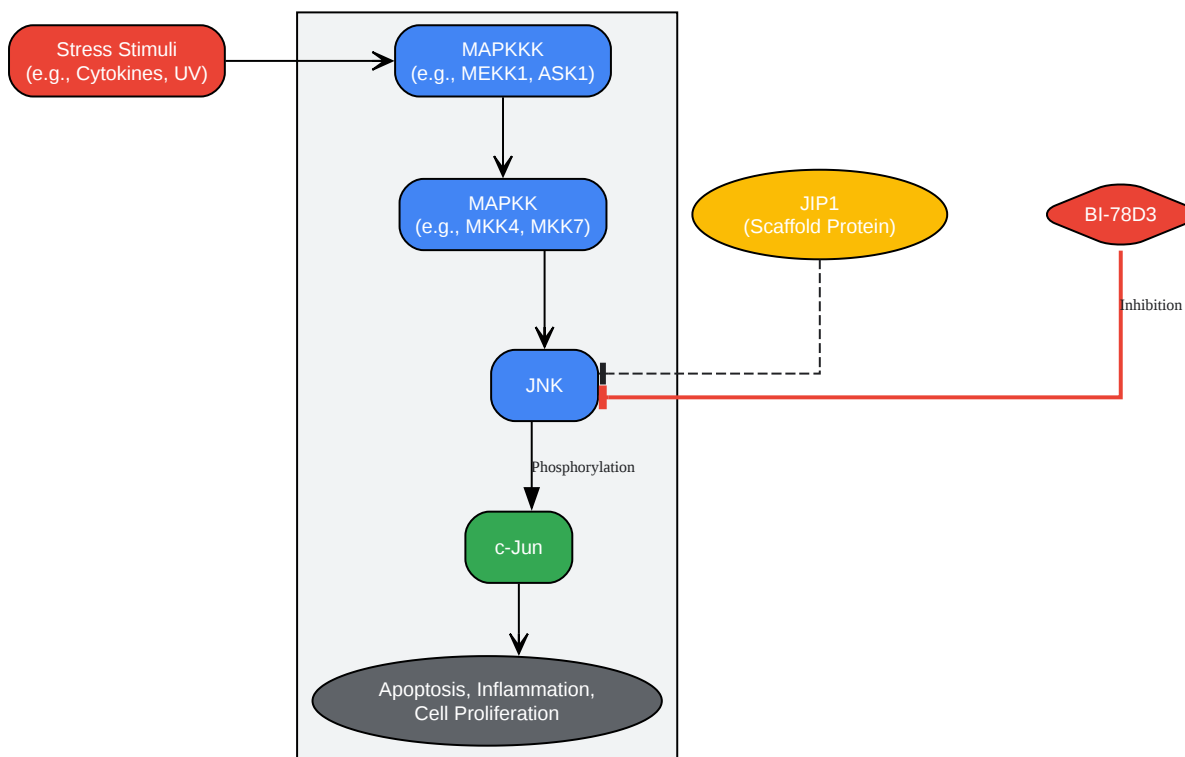 Stress Stimuli
(e.g., Cytokines, UV)
MAPKKK
(e.g., MEKK1, ASK1)
MAPKK
(e.g., MKK4, MKK7)
JIP1
(Scaffold Protein)
BI-78D3
Inhibition
JNK
Phosphorylation
c-Jun
Apoptosis, Inflammation,
Cell Proliferation